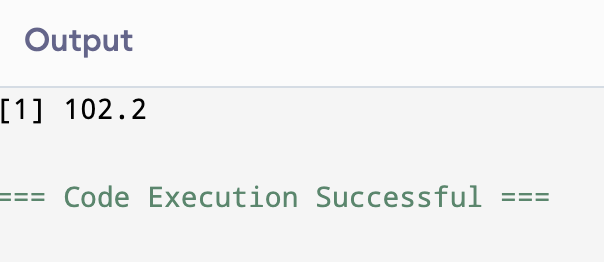 Output
[1] 102.2
=== Code Execution Successful ===